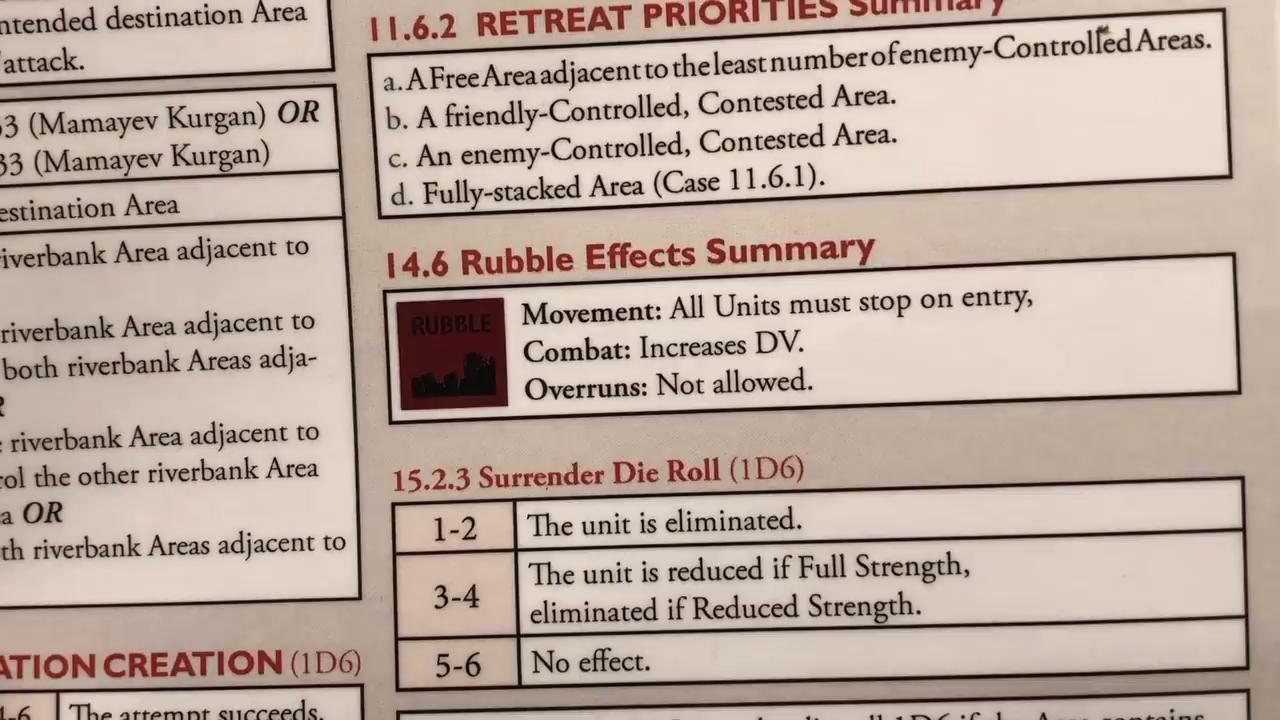 ntended destination Area
attack.
3 (Mamayev Kurgan) OR
33 (Mamayev Kurgan)
estination Area
iverbank Area adjacent to
riverbank Area adjacent to
both riverbank Areas adja-
R
riverbank Area adjacent to
rol the other riverbank Area
a OR
th riverbank Areas adjacent to
ATION CREATION (1D6)
4-6 The attempt succeeds.
11.6.2 RETREAT PRIORITIES Summary
a. A Free Area adjacent to the least number of enemy-Controlled Areas.
b. A friendly-Controlled, Contested Area.
c. An enemy-Controlled, Contested Area.
d. Fully-stacked Area (Case 11.6.1).
14.6 Rubble Effects Summary
RUBBLE
Movement: All Units must stop on entry,
Combat: Increases DV.
Overruns: Not allowed.
15.2.3 Surrender Die Roll (1D6)
1-2 The unit is eliminated.
3-4 The unit is reduced if Full Strength,
eliminated if Reduced Strength.
5-6 No effect.